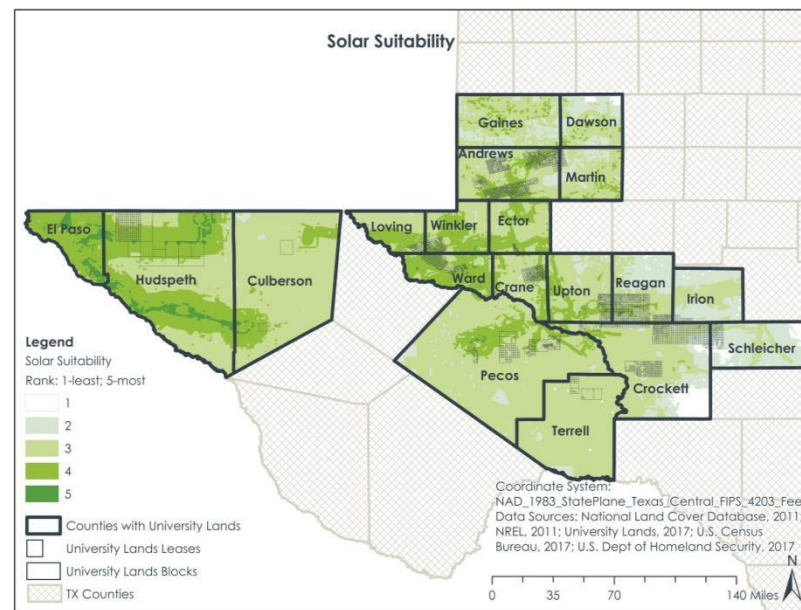 Solar Suitability
Gaines
Dawson
Andrews
Martin
El Paso
Hudspeth
Culberson
Loving
Winkler
Ector
Ward
Crane
Upton
Reagan
Irion
Schleicher
Pecos
Crockett
Terrell
Legend
Solar Suitability
Rank: 1-least; 5-most
1
2
3
4
5
Counties with University Lands
University Lands Leases
University Lands Blocks
TX Counties
Coordinate System:
NAD_1983_StatePlane_Texas_Central_FIPS_4203_Fee
Data Sources: National Land Cover Database, 2011;
NREL, 2011; University Lands, 2017; U.S. Census
Bureau, 2017; U.S. Dept of Homeland Security, 2017
N
0 35 70 140 Miles